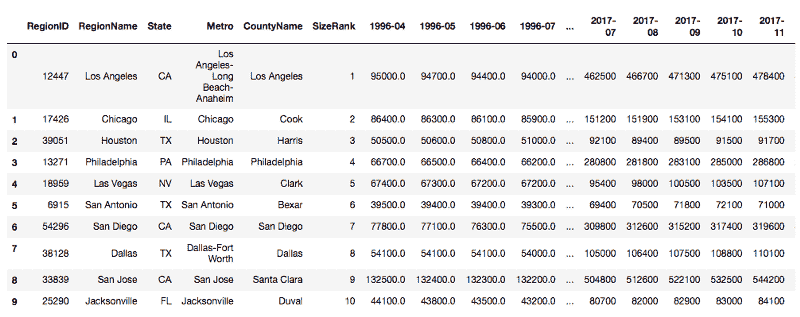 RegionID RegionName State Metro CountyName SizeRank 1996-04 1996-05 1996-06 1996-07 ... 2017-07 2017-08 2017-09 2017-10 2017-11
0 12447 Los Angeles CA Los Angeles-Long Beach-Anaheim Los Angeles 1 95000.0 94700.0 94400.0 94000.0 ... 462500 466700 471300 475100 478400
1 17426 Chicago IL Chicago Cook 2 86400.0 86300.0 86100.0 85900.0 ... 151200 151900 153100 154100 155300
2 39051 Houston TX Houston Harris 3 50500.0 50600.0 50800.0 51000.0 ... 92100 89400 89500 91500 91700
3 13271 Philadelphia PA Philadelphia Philadelphia 4 66700.0 66500.0 66400.0 66200.0 ... 280800 281800 283100 285000 286800
4 18959 Las Vegas NV Las Vegas Clark 5 67400.0 67300.0 67200.0 67200.0 ... 95400 98000 100500 103500 107100
5 6915 San Antonio TX San Antonio Bexar 6 39500.0 39400.0 39400.0 39300.0 ... 69400 70500 71800 72100 71000
6 54296 San Diego CA San Diego San Diego 7 77800.0 77100.0 76300.0 75500.0 ... 309800 312600 315200 317400 319600
7 38128 Dallas TX Dallas-Fort Worth Dallas 8 54100.0 54100.0 54100.0 54000.0 ... 105000 106400 107500 108800 110100
8 33839 San Jose CA San Jose Santa Clara 9 132500.0 132400.0 132300.0 132200.0 ... 504800 512600 522100 532500 544200
9 25290 Jacksonville FL Jacksonville Duval 10 44100.0 43800.0 43500.0 43200.0 ... 80700 82000 82900 83000 84100